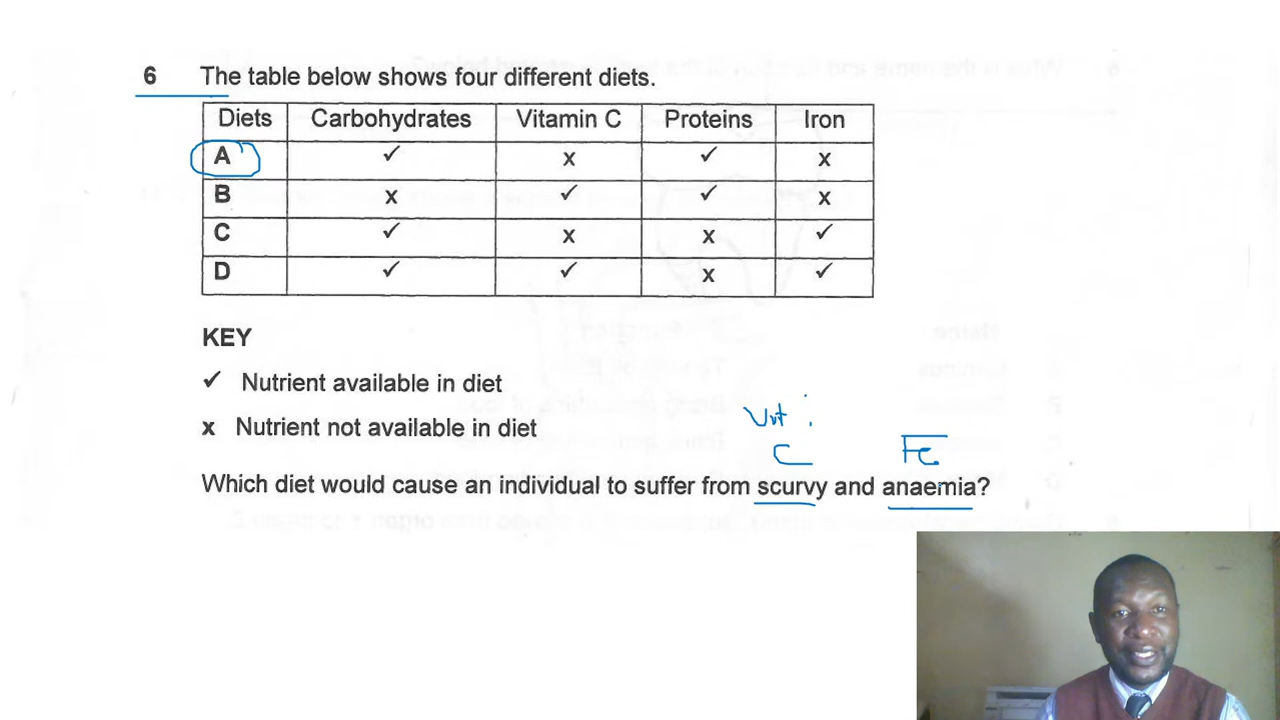 6 The table below shows four different diets.
Diets Carbohydrates Vitamin C Proteins Iron
A ✓ x ✓ x
B x ✓ ✓ x
C ✓ x x ✓
D ✓ ✓ x ✓
KEY
✓ Nutrient available in diet
x Nutrient not available in diet
C Fe
Which diet would cause an individual to suffer from scurvy and anaemia?